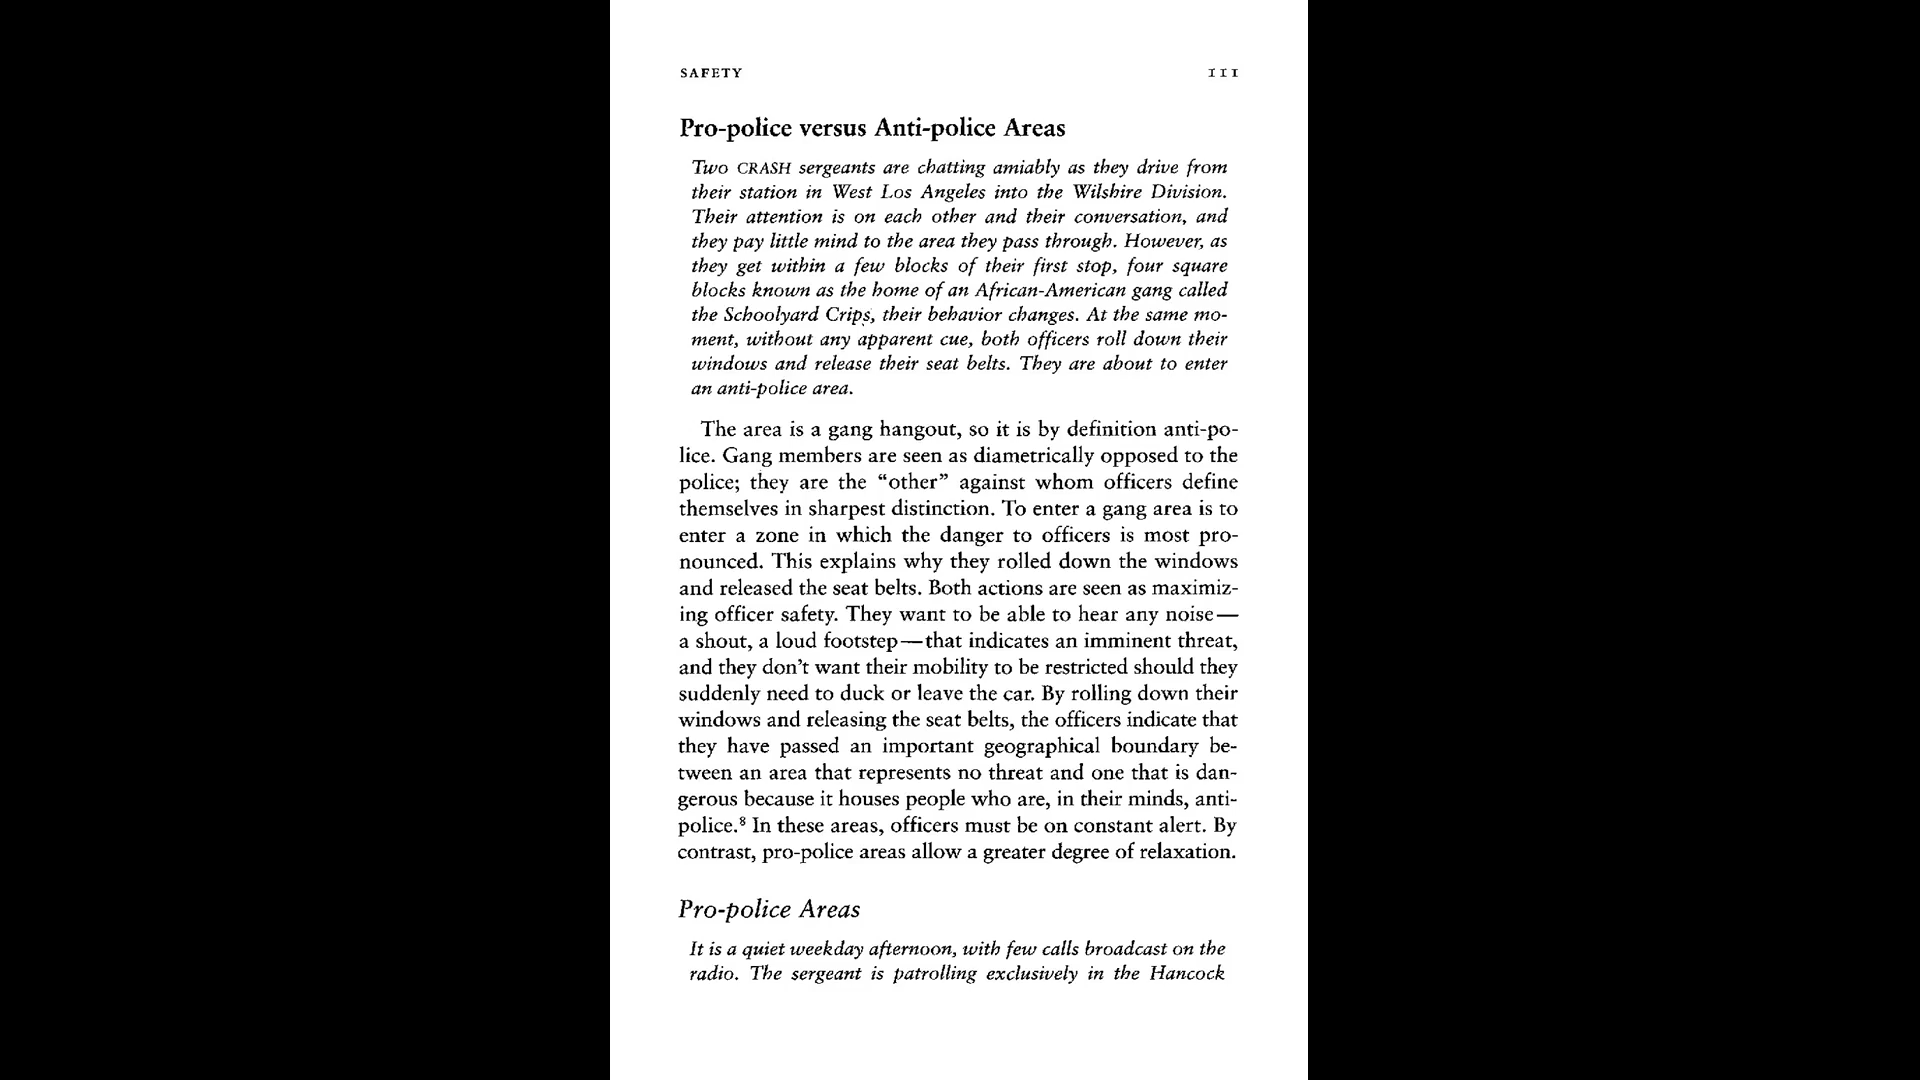 SAFETY 111
Pro-police versus Anti-police Areas
Two CRASH sergeants are chatting amiably as they drive from
their station in West Los Angeles into the Wilshire Division.
Their attention is on each other and their conversation, and
they pay little mind to the area they pass through. However, as
they get within a few blocks of their first stop, four square
blocks known as the home of an African-American gang called
the Schoolyard Crips, their behavior changes. At the same mo-
ment, without any apparent cue, both officers roll down their
windows and release their seat belts. They are about to enter
an anti-police area.
The area is a gang hangout, so it is by definition anti-po-
lice. Gang members are seen as diametrically opposed to the
police; they are the “other” against whom officers define
themselves in sharpest distinction. To enter a gang area is to
enter a zone in which the danger to officers is most pro-
nounced. This explains why they rolled down the windows
and released the seat belts. Both actions are seen as maximiz-
ing officer safety. They want to be able to hear any noise—
a shout, a loud footstep—that indicates an imminent threat,
and they don’t want their mobility to be restricted should they
suddenly need to duck or leave the car. By rolling down their
windows and releasing the seat belts, the officers indicate that
they have passed an important geographical boundary be-
tween an area that represents no threat and one that is dan-
gerous because it houses people who are, in their minds, anti-
police.⁸ In these areas, officers must be on constant alert. By
contrast, pro-police areas allow a greater degree of relaxation.
Pro-police Areas
It is a quiet weekday afternoon, with few calls broadcast on the
radio. The sergeant is patrolling exclusively in the Hancock